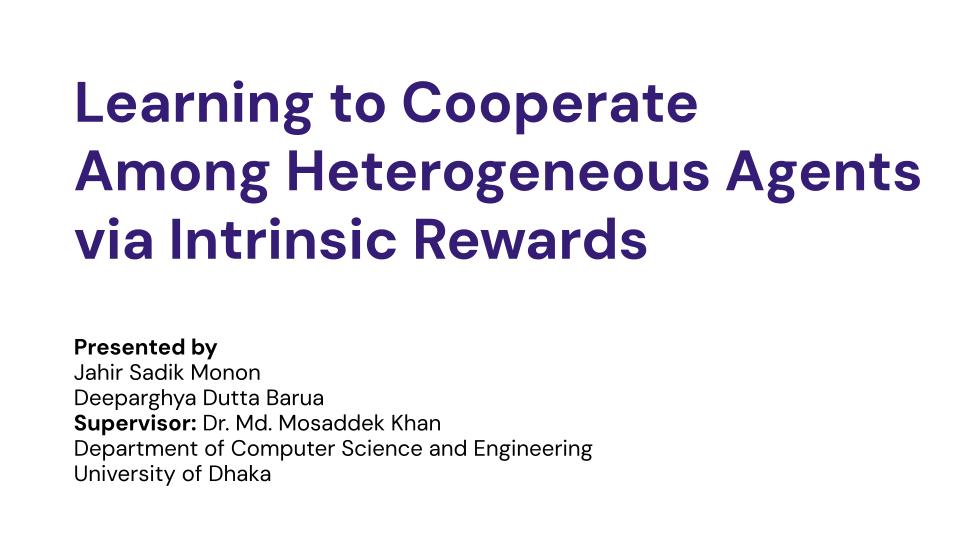 Learning to Cooperate
Among Heterogeneous Agents
via Intrinsic Rewards
Presented by
Jahir Sadik Monon
Deeparghya Dutta Barua
Supervisor: Dr. Md. Mosaddek Khan
Department of Computer Science and Engineering
University of Dhaka